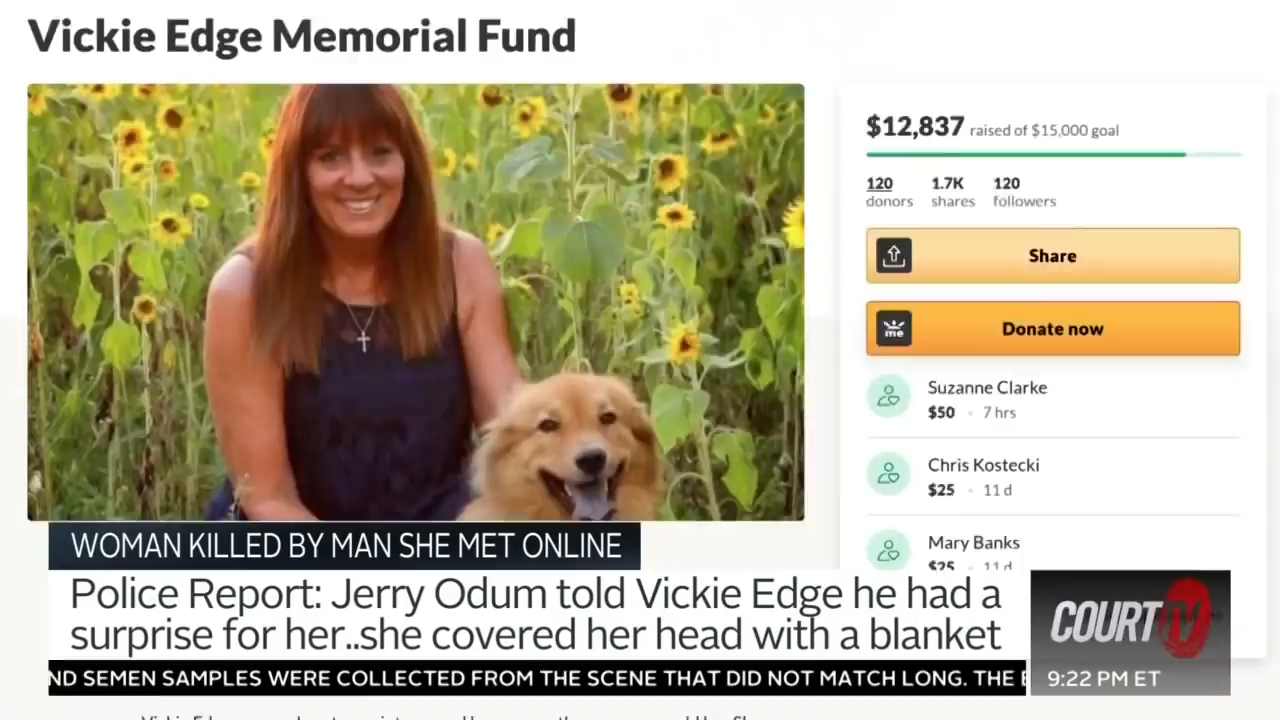 Vickie Edge Memorial Fund
$12,837 raised of $15,000 goal
120 1.7K 120
donors shares followers
Share
me Donate now
Suzanne Clarke
$50 • 7 hrs
Chris Kostecki
$25 • 11 d
Mary Banks
$25 • 11 d
WOMAN KILLED BY MAN SHE MET ONLINE
Police Report: Jerry Odum told Vickie Edge he had a
surprise for her..she covered her head with a blanket
COURT TV
ND SEMEN SAMPLES WERE COLLECTED FROM THE SCENE THAT DID NOT MATCH LONG. THE
9:22 PM ET